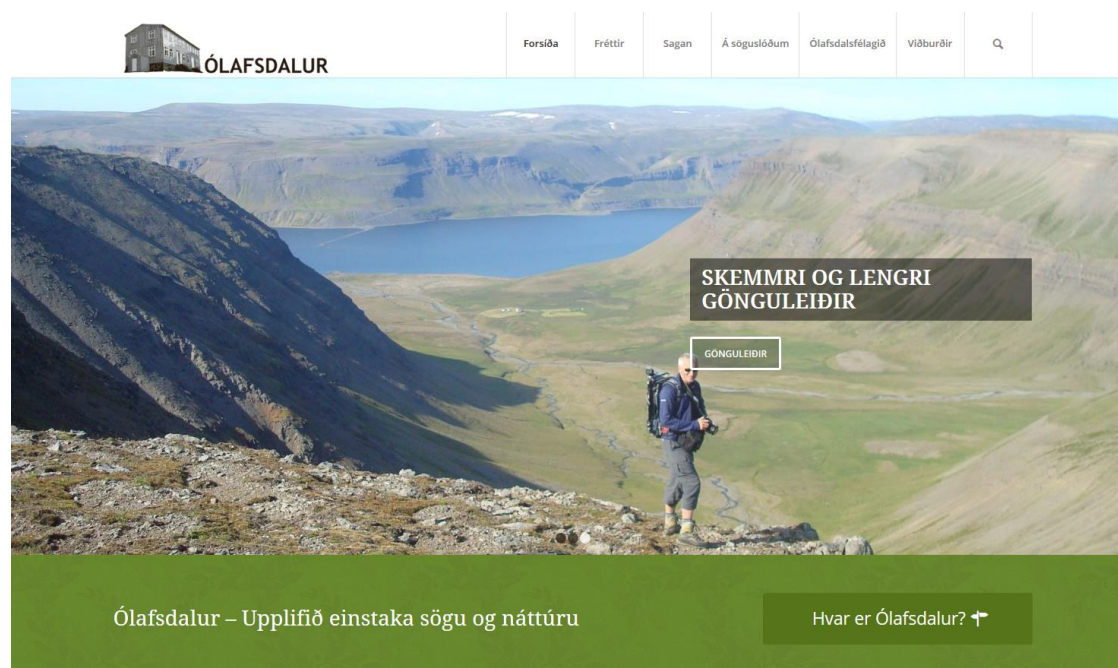 ÓLAFSDALUR
Forsíða
Fréttir
Sagan
Á söguslóðum
Ólafsdalsfélagið
Viðburðir
SKEMMRI OG LENGRI
GÖNGULEIÐIR
GÖNGULEIÐIR
Ólafsdalur – Upplifið einstaka sögu og náttúru
Hvar er Ólafsdalur?